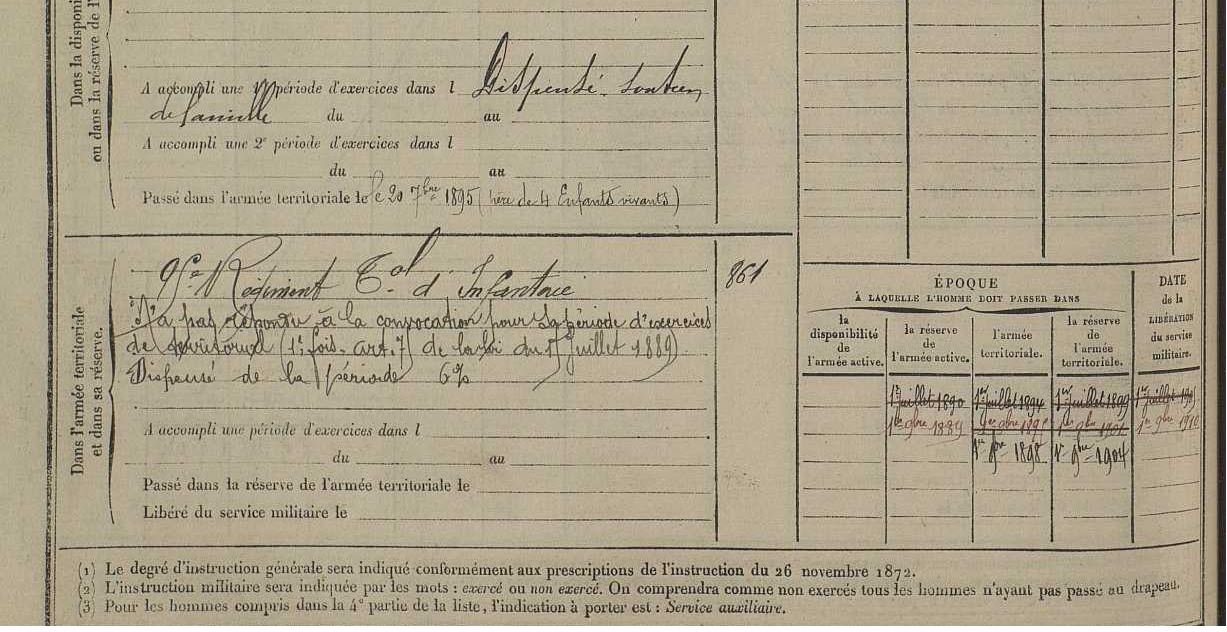 Dans la disponi
ou dans la réserve de l'
A accompli une 1re période d'exercices dans l Dispensé. soutien
de famille du au
A accompli une 2e période d'exercices dans l
du au
Passé dans l'armée territoriale le le 20 7bre 1895 (père de 4 Enfants vivants)
Dans l'armée territoriale
et dans sa réserve.
95e Régiment Tal d'Infanterie
861
N'a pas répondu à la convocation pour sa période d'exercices
de territorial (1e fois. art. 7) de la loi du 15 Juillet 1889)
Dispensé de la période 6%
A accompli une période d'exercices dans l
du au
Passé dans la réserve de l'armée territoriale le
Libéré du service militaire le
ÉPOQUE
À LAQUELLE L'HOMME DOIT PASSER DANS
la disponibilité de l'armée active.
la réserve de l'armée active.
l'armée territoriale.
la réserve de l'armée territoriale.
DATE de la LIBÉRATION du service militaire.
1er juillet 1890 1er juillet 1894 1er juillet 1899 1er juillet
1er 9bre 1889 1er 9bre 1er 9bre 1er 9bre 1910
1er 9bre 1898 1er 9bre 1904
(1) Le degré d'instruction générale sera indiqué conformément aux prescriptions de l'instruction du 26 novembre 1872.
(2) L'instruction militaire sera indiquée par les mots : exercé ou non exercé. On comprendra comme non exercés tous les hommes n'ayant pas passé au drapeau.
(3) Pour les hommes compris dans la 4e partie de la liste, l'indication à porter est : Service auxiliaire.